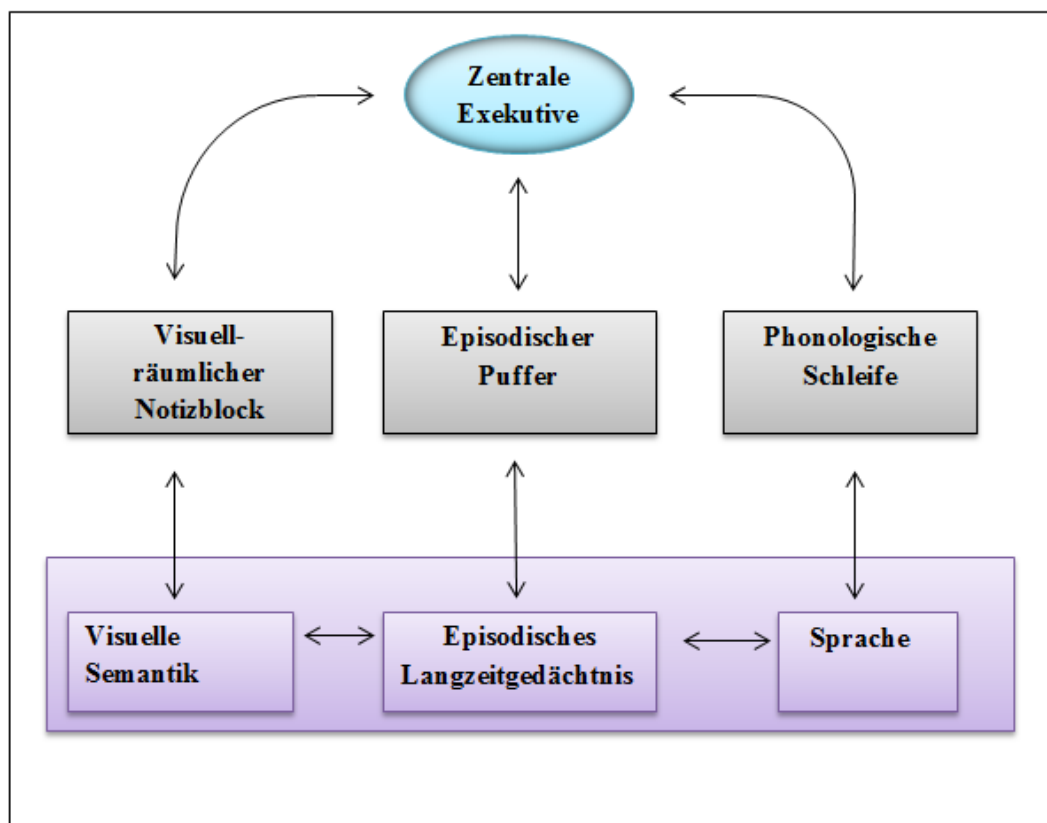 Zentrale
Exekutive
Visuell-
räumlicher
Notizblock
Episodischer
Puffer
Phonologische
Schleife
Visuelle
Semantik
Episodisches
Langzeitgedächtnis
Sprache